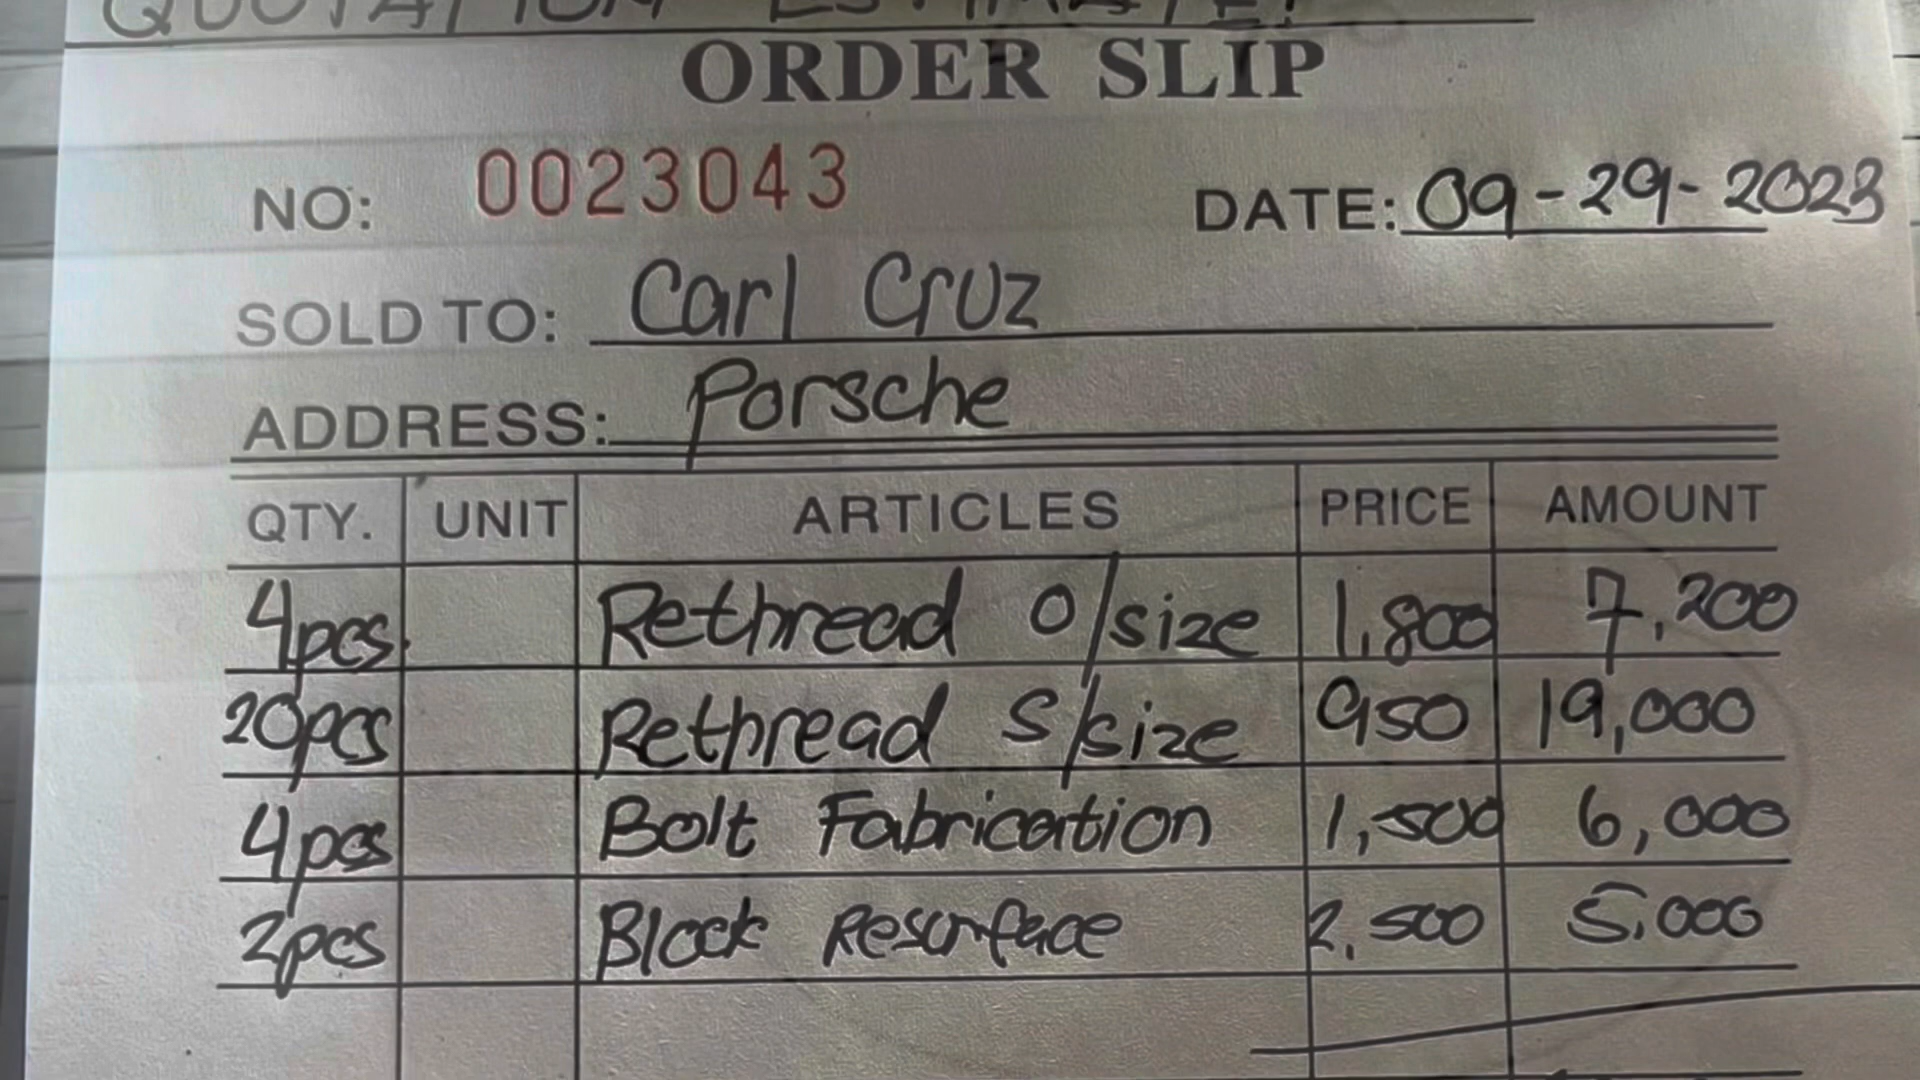 QUOTATION ESTIMATE!
ORDER SLIP
NO: 0023043 DATE: 09-29-2023
SOLD TO: Carl Cruz
ADDRESS: Porsche
QTY. UNIT ARTICLES PRICE AMOUNT
4pcs. Rethread O/size 1,800 7,200
20pcs Rethread S/size 950 19,000
4pcs Bolt Fabrication 1,500 6,000
2pcs Block Resurface 2,500 5,000